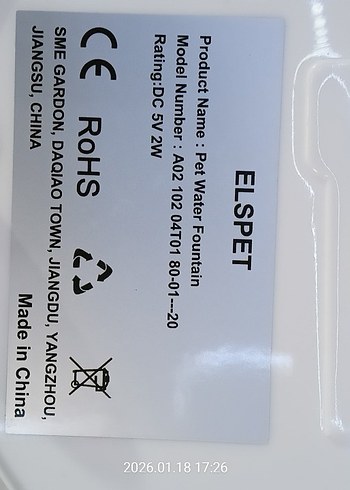 ELSPET
Product Name : Pet Water Fountain
Model Number : A02 102 04T01 80-01---20
Rating:DC 5V 2W
CE RoHS
SME GARDON, DAQIAO TOWN, JIANGDU, YANGZHOU,
JIANGSU, CHINA
Made in China
2026.01.18 17:26